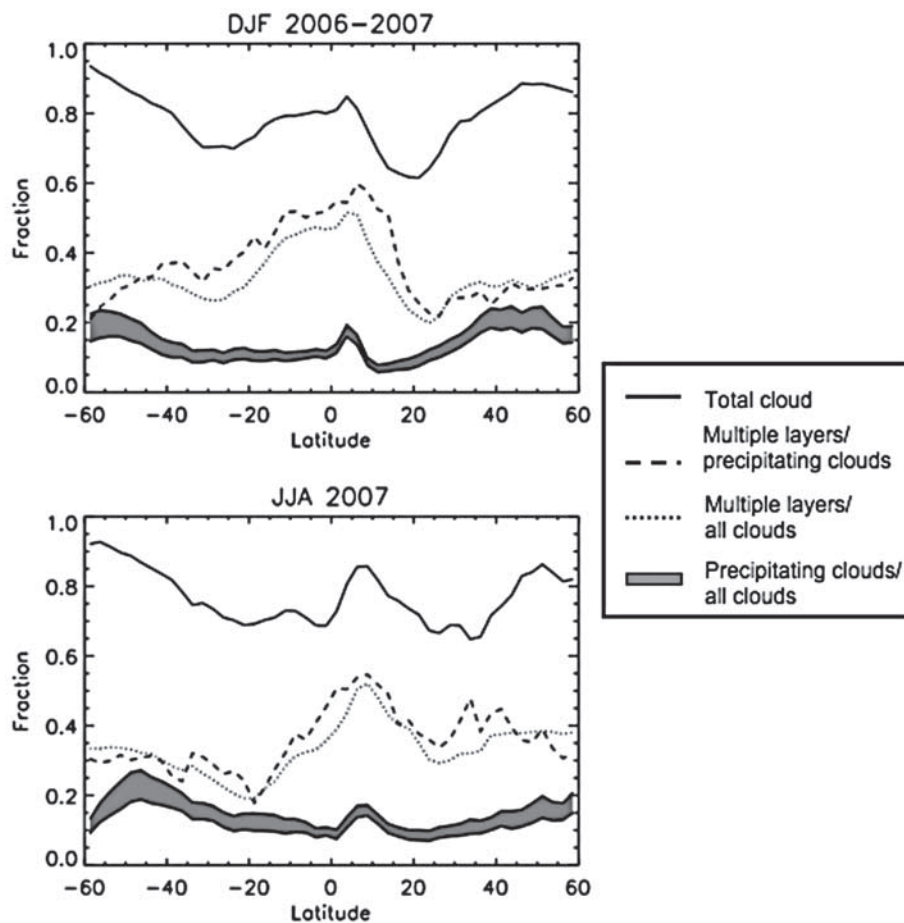 DJF 2006-2007
1.0
0.8
0.6
0.4
0.2
0.0
Fraction
-60 -40 -20 0 20 40 60
Latitude
JJA 2007
1.0
0.8
0.6
0.4
0.2
0.0
Fraction
-60 -40 -20 0 20 40 60
Latitude
Total cloud
Multiple layers/
precipitating clouds
Multiple layers/
all clouds
Precipitating clouds/
all clouds